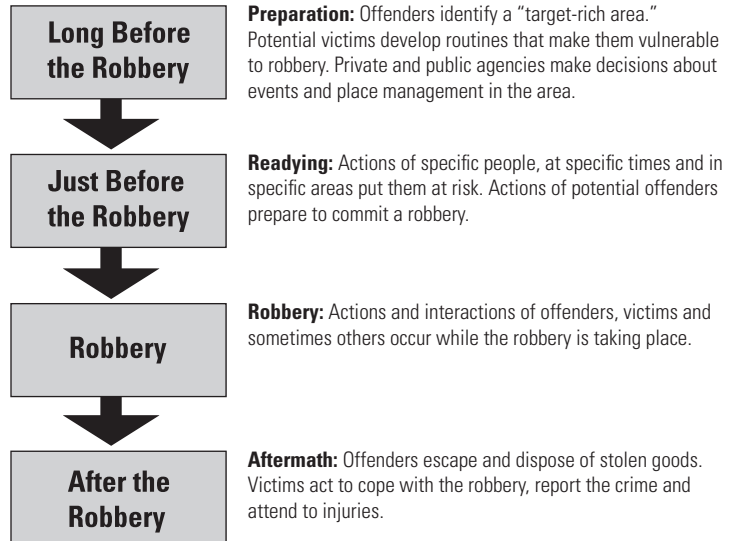 Long Before
the Robbery
Preparation: Offenders identify a “target-rich area.”
Potential victims develop routines that make them vulnerable
to robbery. Private and public agencies make decisions about
events and place management in the area.
Just Before
the Robbery
Readying: Actions of specific people, at specific times and in
specific areas put them at risk. Actions of potential offenders
prepare to commit a robbery.
Robbery
Robbery: Actions and interactions of offenders, victims and
sometimes others occur while the robbery is taking place.
After the
Robbery
Aftermath: Offenders escape and dispose of stolen goods.
Victims act to cope with the robbery, report the crime and
attend to injuries.